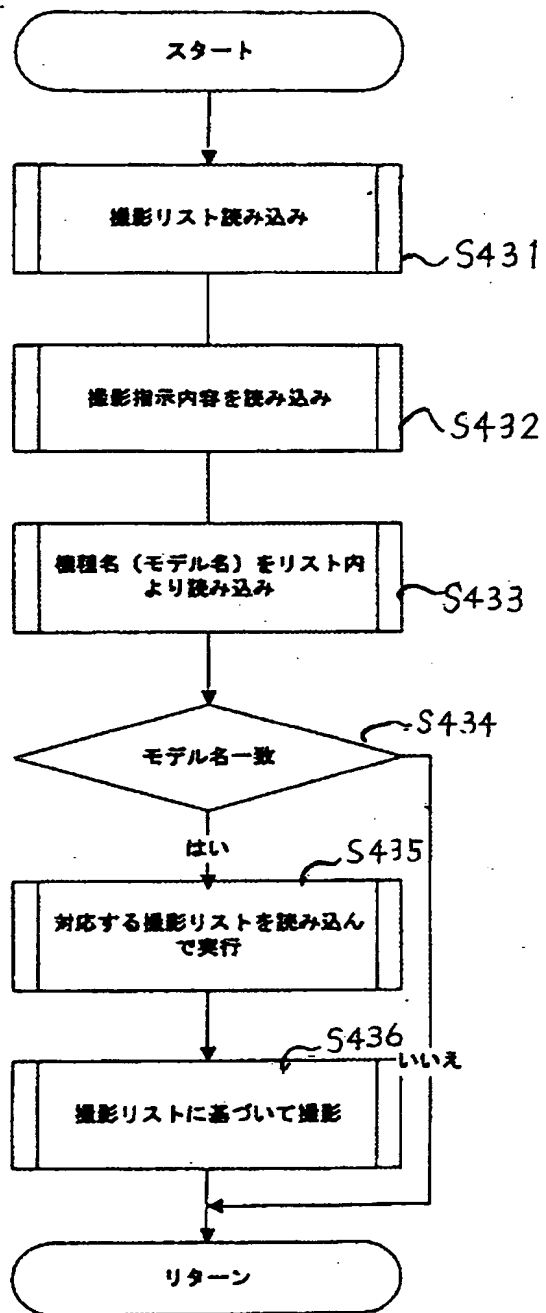 スタート
撮影リスト読み込み
S431
撮影指示内容を読み込み
S432
機種名（モデル名）をリスト内
より読み込み
S433
S434
モデル名一数
はい
S435
対応する撮影リストを読み込ん
で実行
S436
いいえ
撮影リストに基づいて撮影
リターン